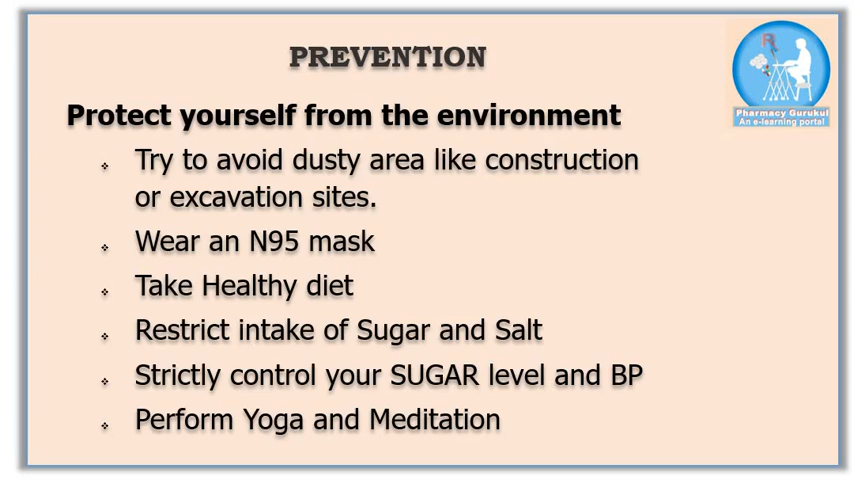 PREVENTION
Pharmacy Gurukul
An e-learning portal
Protect yourself from the environment
Try to avoid dusty area like construction
or excavation sites.
Wear an N95 mask
Take Healthy diet
Restrict intake of Sugar and Salt
Strictly control your SUGAR level and BP
Perform Yoga and Meditation